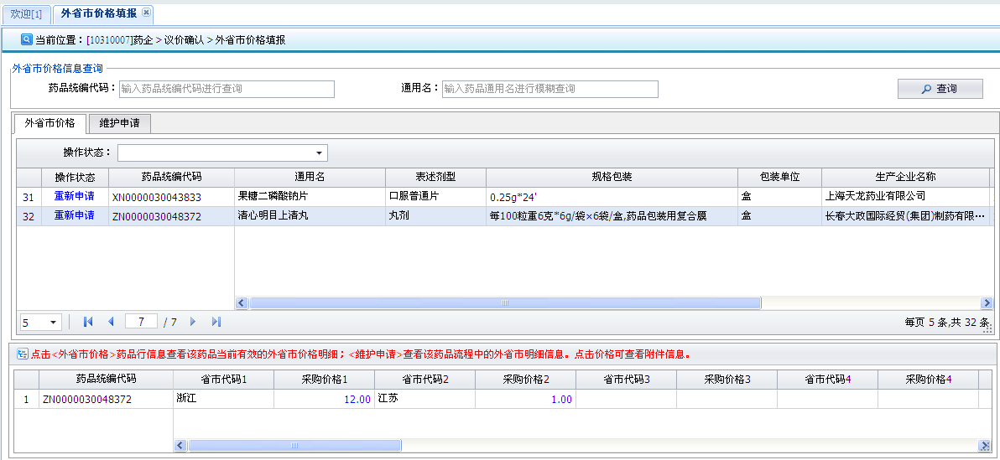 欢迎[1] 外省市价格填报
当前位置：[10310007]药企 > 议价确认 > 外省市价格填报
外省市价格信息查询
药品统编代码： 输入药品统编代码进行查询 通用名： 输入药品通用名进行模糊查询 查询
外省市价格 维护申请
操作状态：
操作状态 药品统编代码 通用名 表述剂型 规格包装 包装单位 生产企业名称
31 重新申请 XN0000030043833 果糖二磷酸钠片 口服普通片 0.25g*24' 盒 上海天龙药业有限公司
32 重新申请 ZN0000030048372 清心明目上清丸 丸剂 每100粒重6克*6g/袋×6袋/盒,药品包装用复合膜 盒 长春大政国际经贸(集团)制药有限…
5 7 / 7 每页 5 条,共 32 条
点击<外省市价格>药品行信息查看该药品当前有效的外省市价格明细；<维护申请>查看该药品流程中的外省市明细信息。点击价格可查看附件信息。
药品统编代码 省市代码1 采购价格1 省市代码2 采购价格2 省市代码3 采购价格3 省市代码4 采购价格4
1 ZN0000030048372 浙江 12.00 江苏 1.00